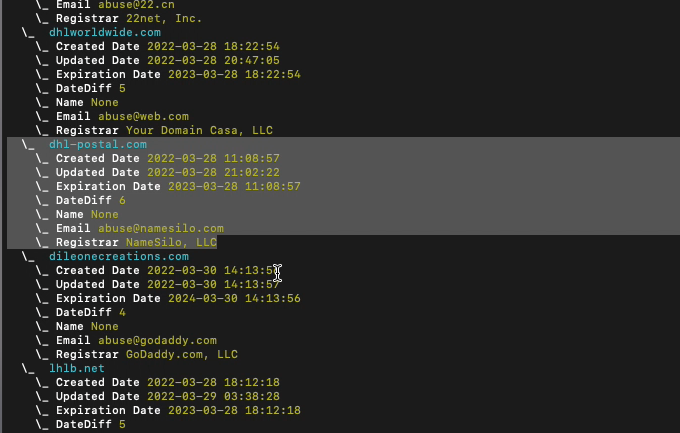 \_ Email abuse@22.cn
\_ Registrar 22net, Inc.
\_ dhlworldwide.com
\_ Created Date 2022-03-28 18:22:54
\_ Updated Date 2022-03-28 20:47:05
\_ Expiration Date 2023-03-28 18:22:54
\_ DateDiff 5
\_ Name None
\_ Email abuse@web.com
\_ Registrar Your Domain Casa, LLC
\_ dhl-postal.com
\_ Created Date 2022-03-28 11:08:57
\_ Updated Date 2022-03-28 21:02:22
\_ Expiration Date 2023-03-28 11:08:57
\_ DateDiff 6
\_ Name None
\_ Email abuse@namesilo.com
\_ Registrar NameSilo, LLC
\_ dileonecreations.com
\_ Created Date 2022-03-30
\_ Updated Date 2022-03-30 14:13:57
\_ Expiration Date 2024-03-30 14:13:56
\_ DateDiff 4
\_ Name None
\_ Email abuse@godaddy.com
\_ Registrar GoDaddy.com, LLC
\_ lhlb.net
\_ Created Date 2022-03-28 18:12:18
\_ Updated Date 2022-03-29 03:38:28
\_ Expiration Date 2023-03-28 18:12:18
\_ DateDiff 5